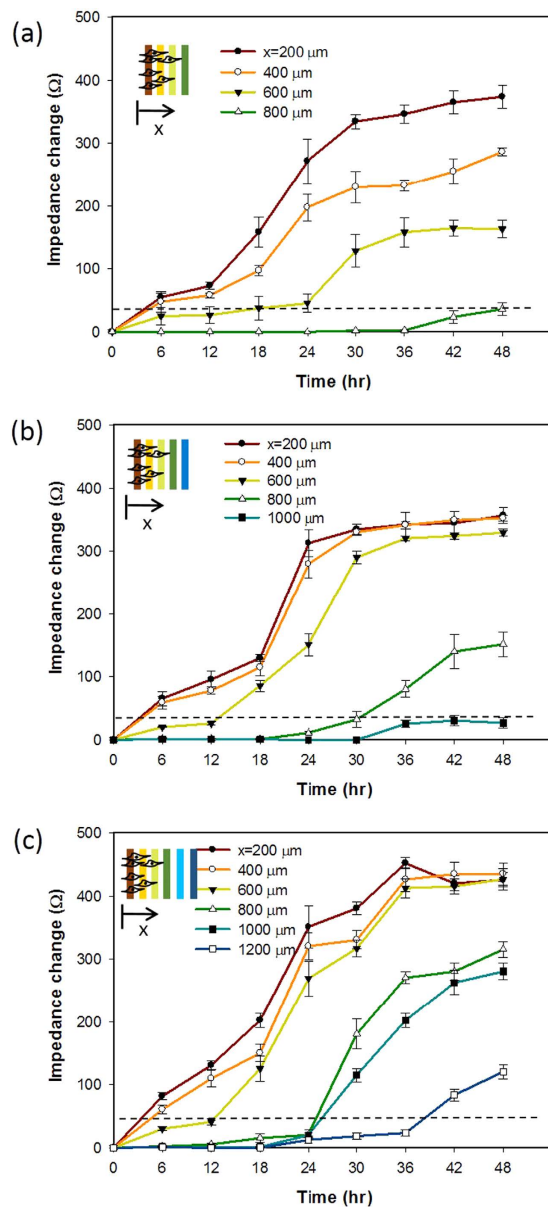 (a)
Impedance change (Ω)
500
400
300
200
100
0
x
x=200 μm
400 μm
600 μm
800 μm
0 6 12 18 24 30 36 42 48
Time (hr)
(b)
Impedance change (Ω)
500
400
300
200
100
0
x
x=200 μm
400 μm
600 μm
800 μm
1000 μm
0 6 12 18 24 30 36 42 48
Time (hr)
(c)
Impedance change (Ω)
500
400
300
200
100
0
x
x=200 μm
400 μm
600 μm
800 μm
1000 μm
1200 μm
0 6 12 18 24 30 36 42 48
Time (hr)